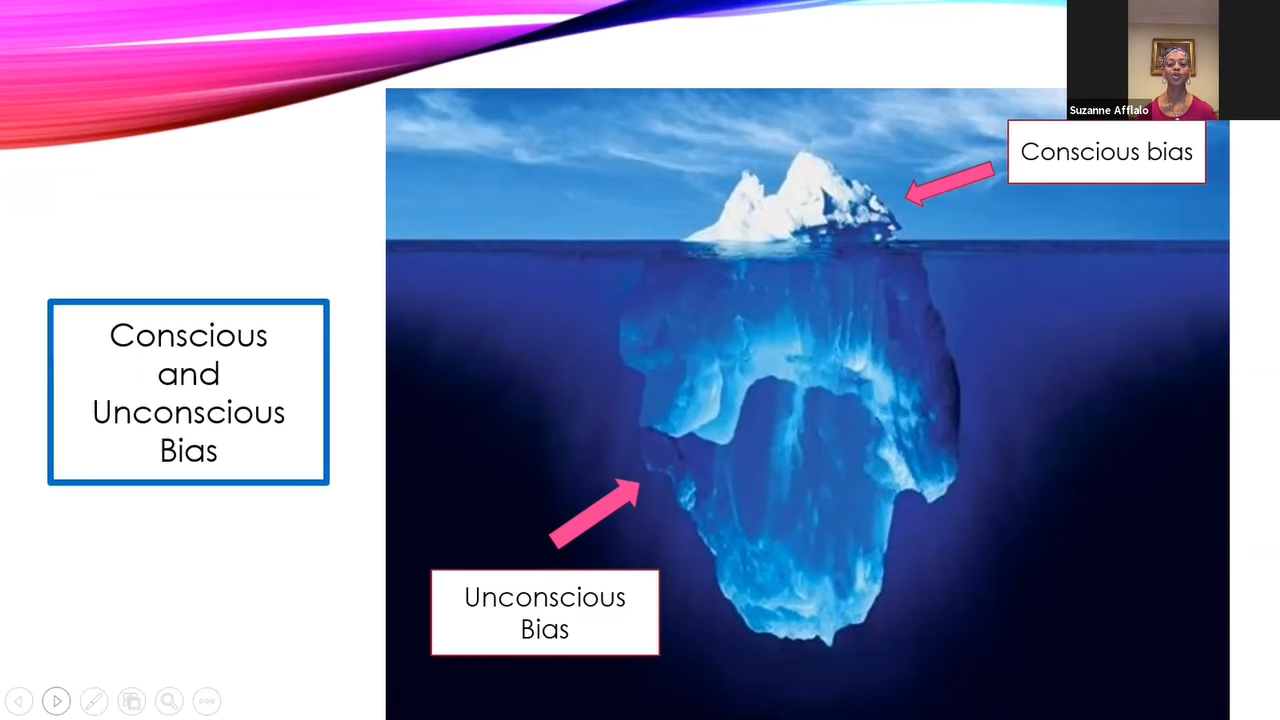 Suzanne Afflalo
Conscious bias
Conscious
and
Unconscious
Bias
Unconscious
Bias